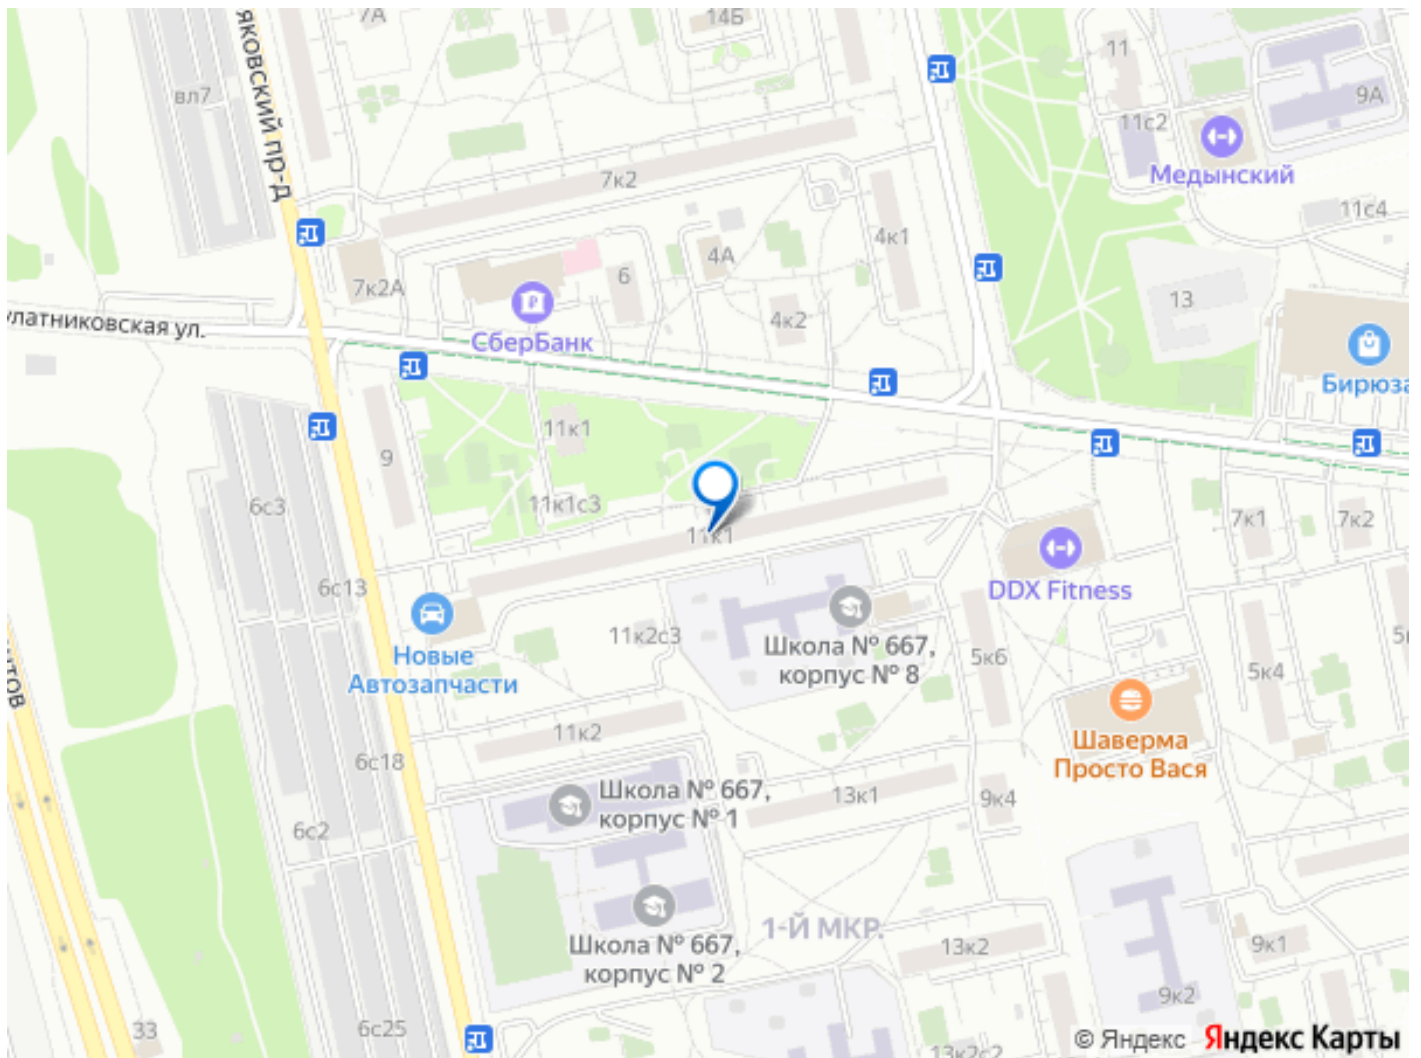 7А
14Б
11
9А
вл7
11с2
Медынский
яковский пр-д
7к2
11с4
4к1
4А
6
7к2А
13
4к2
улатниковская ул.
СберБанк
Бирюза
11к1
9
6с3
11к1с3
7к1
7к2
11к1
6с13
DDX Fitness
11к2с3
Школа № 667,
корпус № 8
Новые
Автозапчасти
5к6
5к4
11к2
Шаверма
Просто Вася
6с18
Школа № 667,
корпус № 1
13к1
9к4
6с2
1-Й МКР.
Школа № 667,
корпус № 2
13к2
9к1
9к2
33
6с25
13к2с2
© Яндекс Яндекс Карты